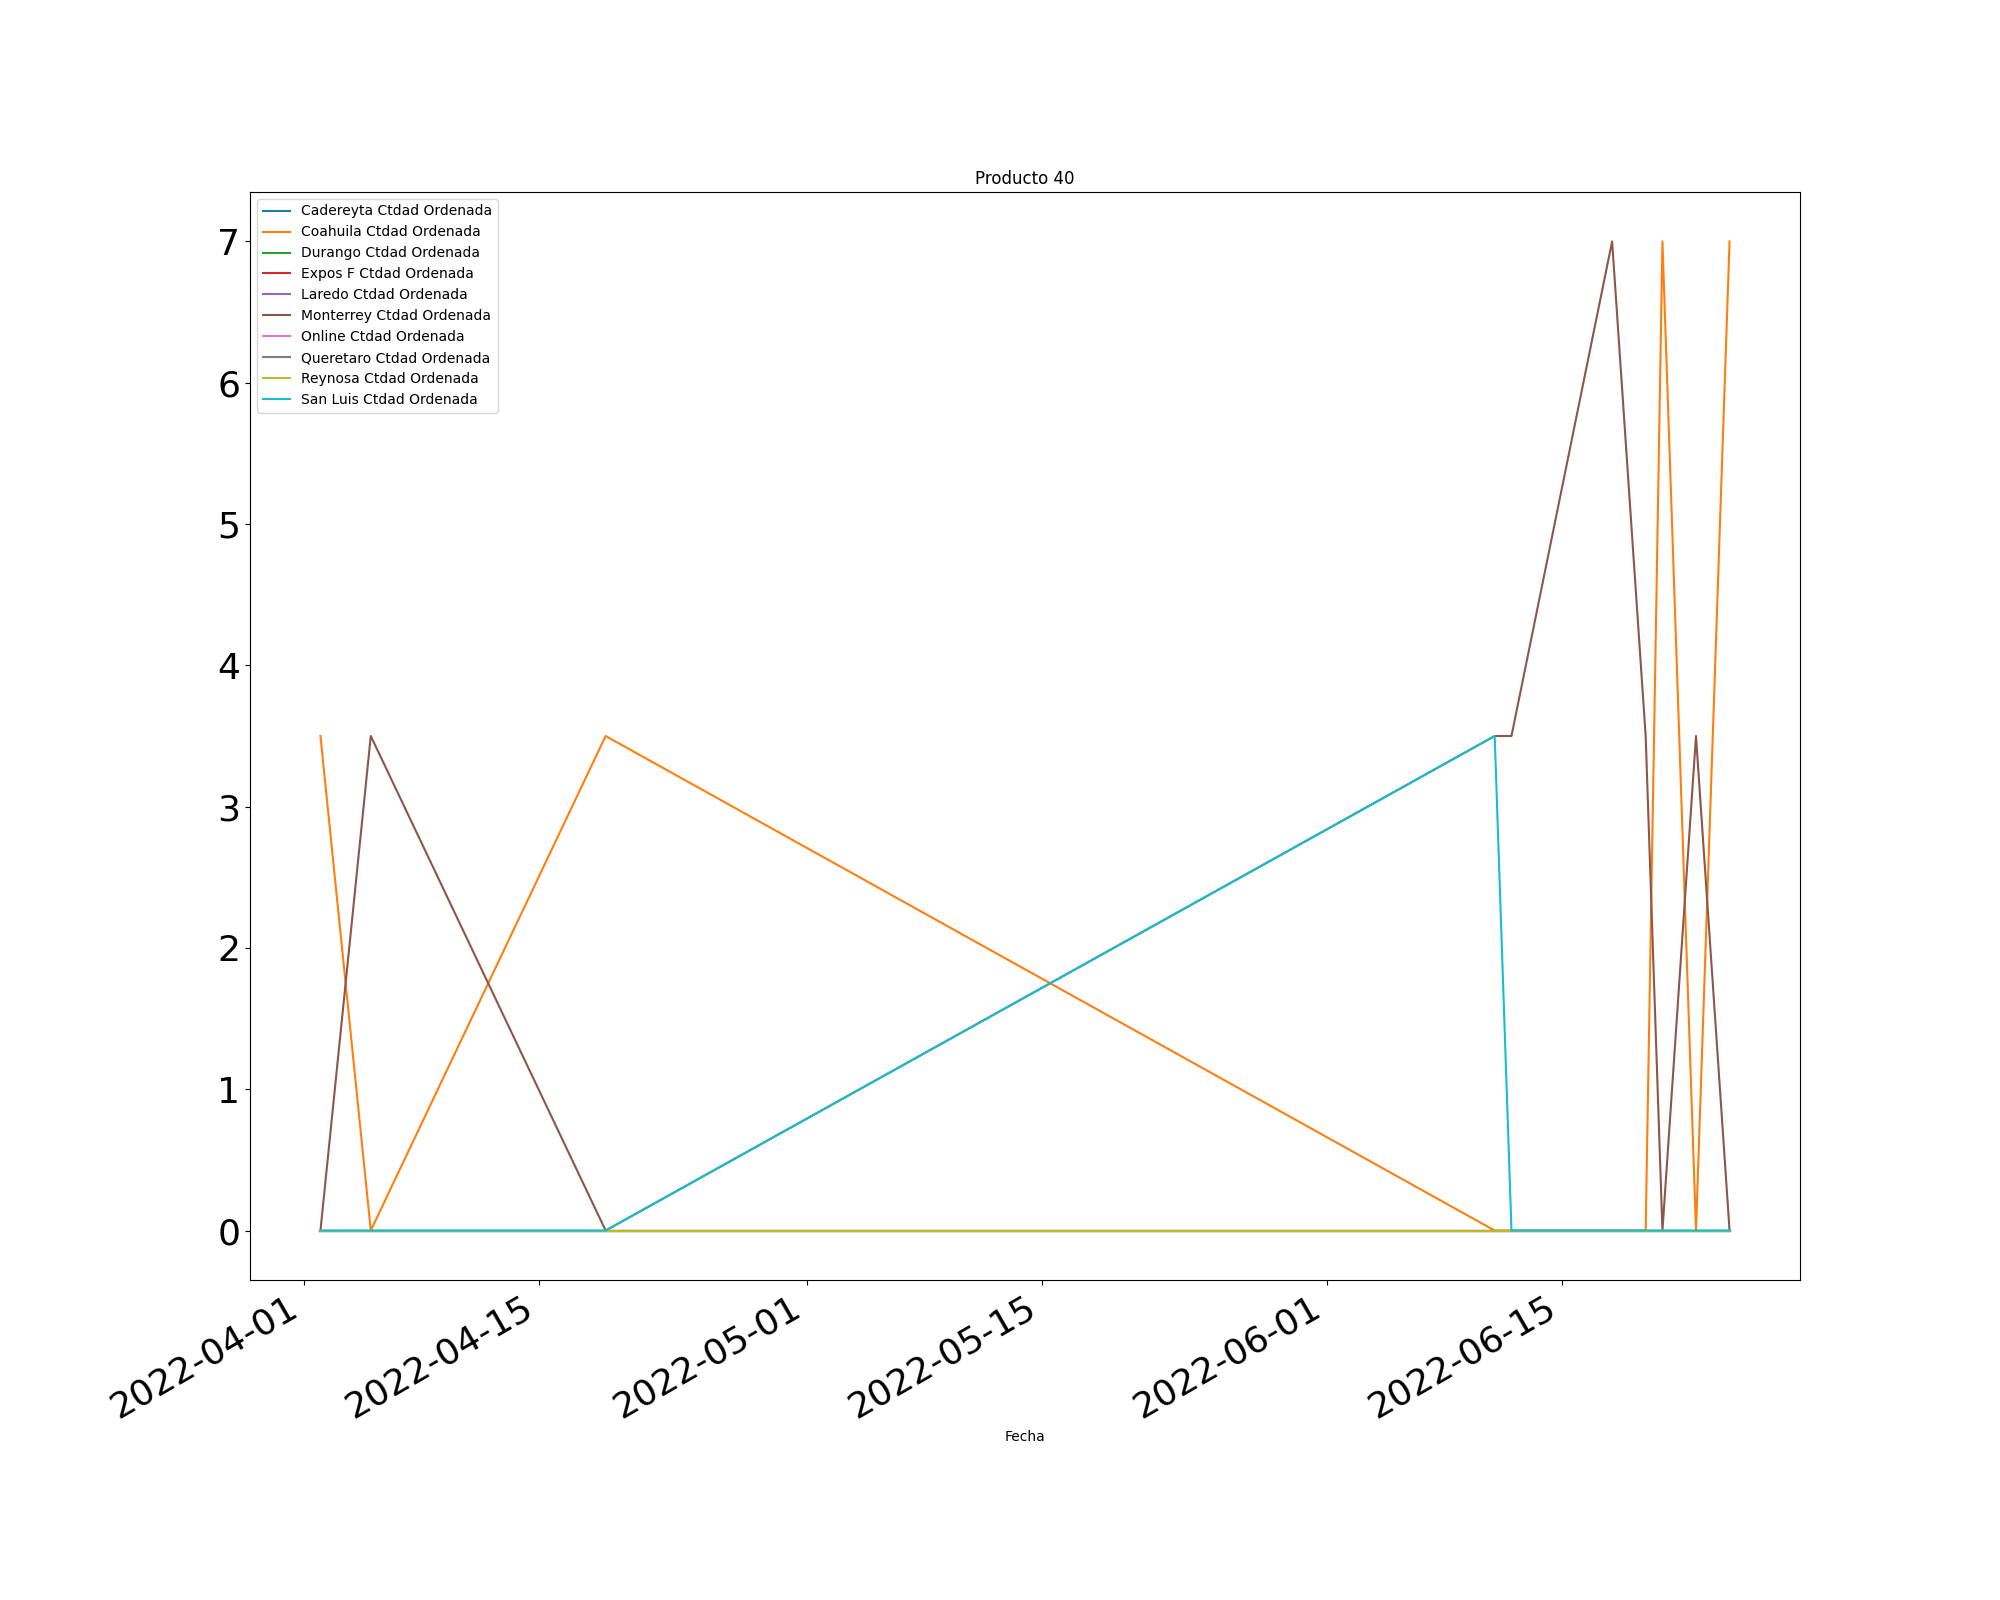 Producto 40
Cadereyta Ctdad Ordenada
Coahuila Ctdad Ordenada
Durango Ctdad Ordenada
Expos F Ctdad Ordenada
Laredo Ctdad Ordenada
Monterrey Ctdad Ordenada
Online Ctdad Ordenada
Queretaro Ctdad Ordenada
Reynosa Ctdad Ordenada
San Luis Ctdad Ordenada
7
6
5
4
3
2
1
0
2022-04-01
2022-04-15
2022-05-01
2022-05-15
2022-06-01
2022-06-15
Fecha